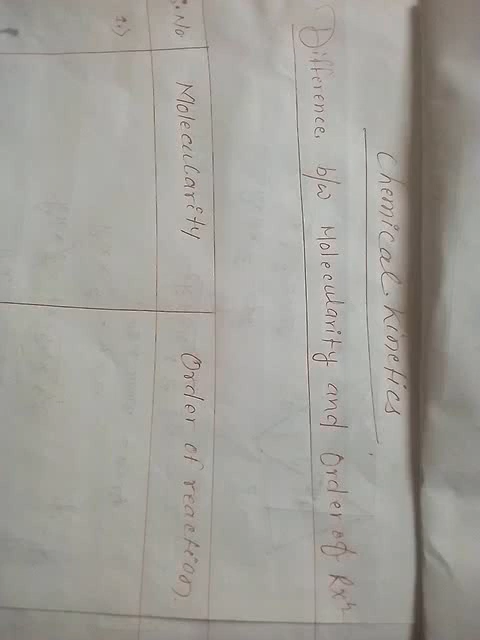 Chemical Kinetics
Difference b/w Molecularity and Order of Rxn
S.No Molecularity Order of reaction
1.)